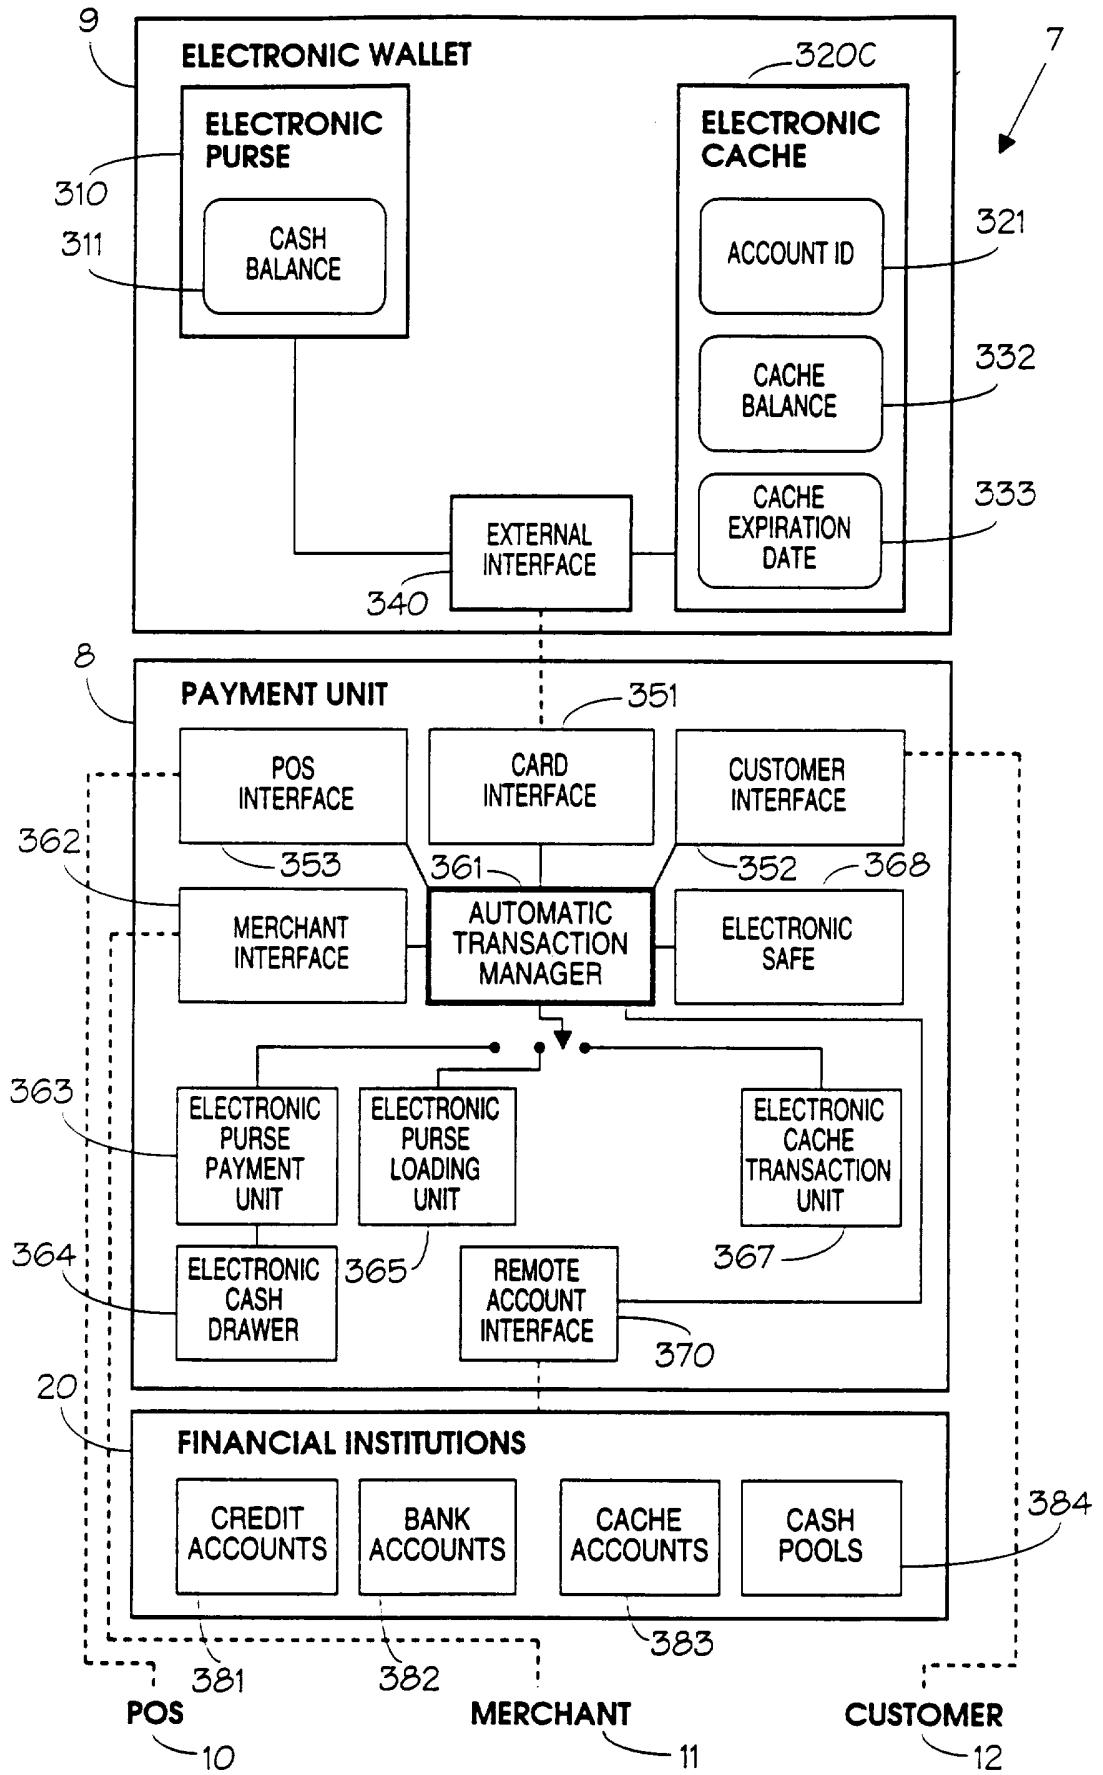 9
7
ELECTRONIC WALLET
320C
ELECTRONIC
PURSE
310
311
CASH
BALANCE
ELECTRONIC
CACHE
321
ACCOUNT ID
332
CACHE
BALANCE
333
CACHE
EXPIRATION
DATE
EXTERNAL
INTERFACE
340
8
PAYMENT UNIT
351
POS
INTERFACE
CARD
INTERFACE
CUSTOMER
INTERFACE
362
353
361
352
368
MERCHANT
INTERFACE
AUTOMATIC
TRANSACTION
MANAGER
ELECTRONIC
SAFE
363
ELECTRONIC
PURSE
PAYMENT
UNIT
ELECTRONIC
PURSE
LOADING
UNIT
ELECTRONIC
CACHE
TRANSACTION
UNIT
364
365
367
ELECTRONIC
CASH
DRAWER
REMOTE
ACCOUNT
INTERFACE
370
20
FINANCIAL INSTITUTIONS
CREDIT
ACCOUNTS
BANK
ACCOUNTS
CACHE
ACCOUNTS
CASH
POOLS
384
381
382
383
POS
MERCHANT
CUSTOMER
10
11
12